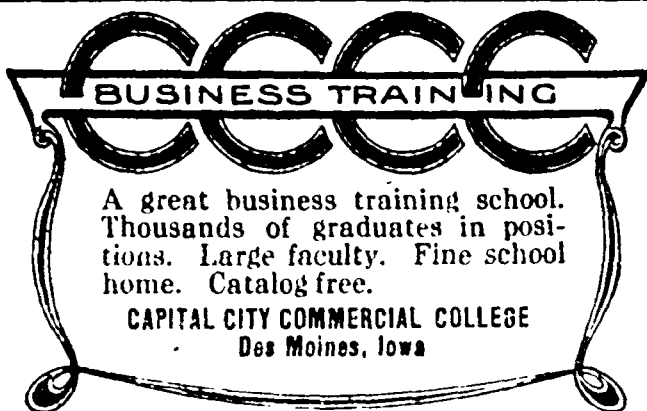 CCCC
BUSINESS TRAINING
A great business training school.
Thousands of graduates in posi-
tions. Large faculty. Fine school
home. Catalog free.
CAPITAL CITY COMMERCIAL COLLEGE
Des Moines, Iowa